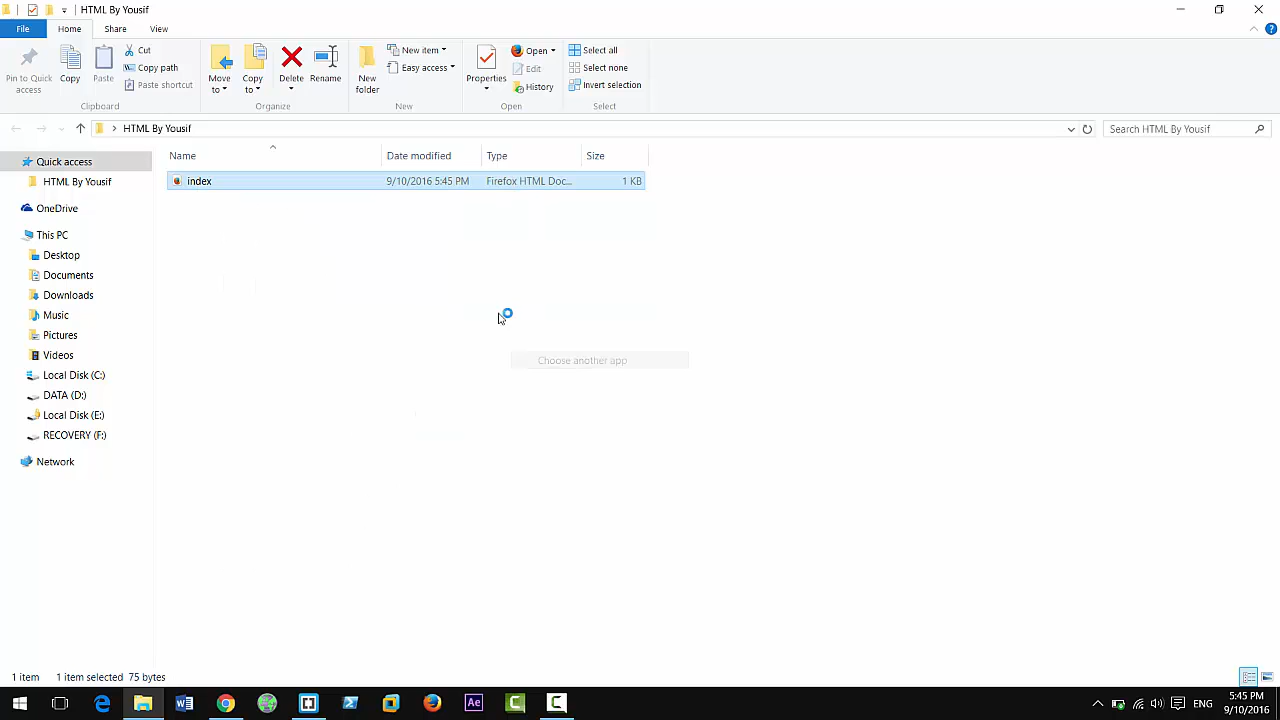 HTML By Yousif
File Home Share View
Pin to Quick access
Copy
Paste
Cut
Copy path
Paste shortcut
Clipboard
Move to
Copy to
Delete
Rename
Organize
New folder
New item
Easy access
New
Properties
Open
Edit
History
Open
Select all
Select none
Invert selection
Select
HTML By Yousif
Search HTML By Yousif
Name Date modified Type Size
index 9/10/2016 5:45 PM Firefox HTML Doc... 1 KB
Quick access
HTML By Yousif
OneDrive
This PC
Desktop
Documents
Downloads
Music
Pictures
Videos
Local Disk (C:)
DATA (D:)
Local Disk (E:)
RECOVERY (F:)
Network
Choose another app
1 item 1 item selected 75 bytes
Ae
ENG
5:45 PM
9/10/2016